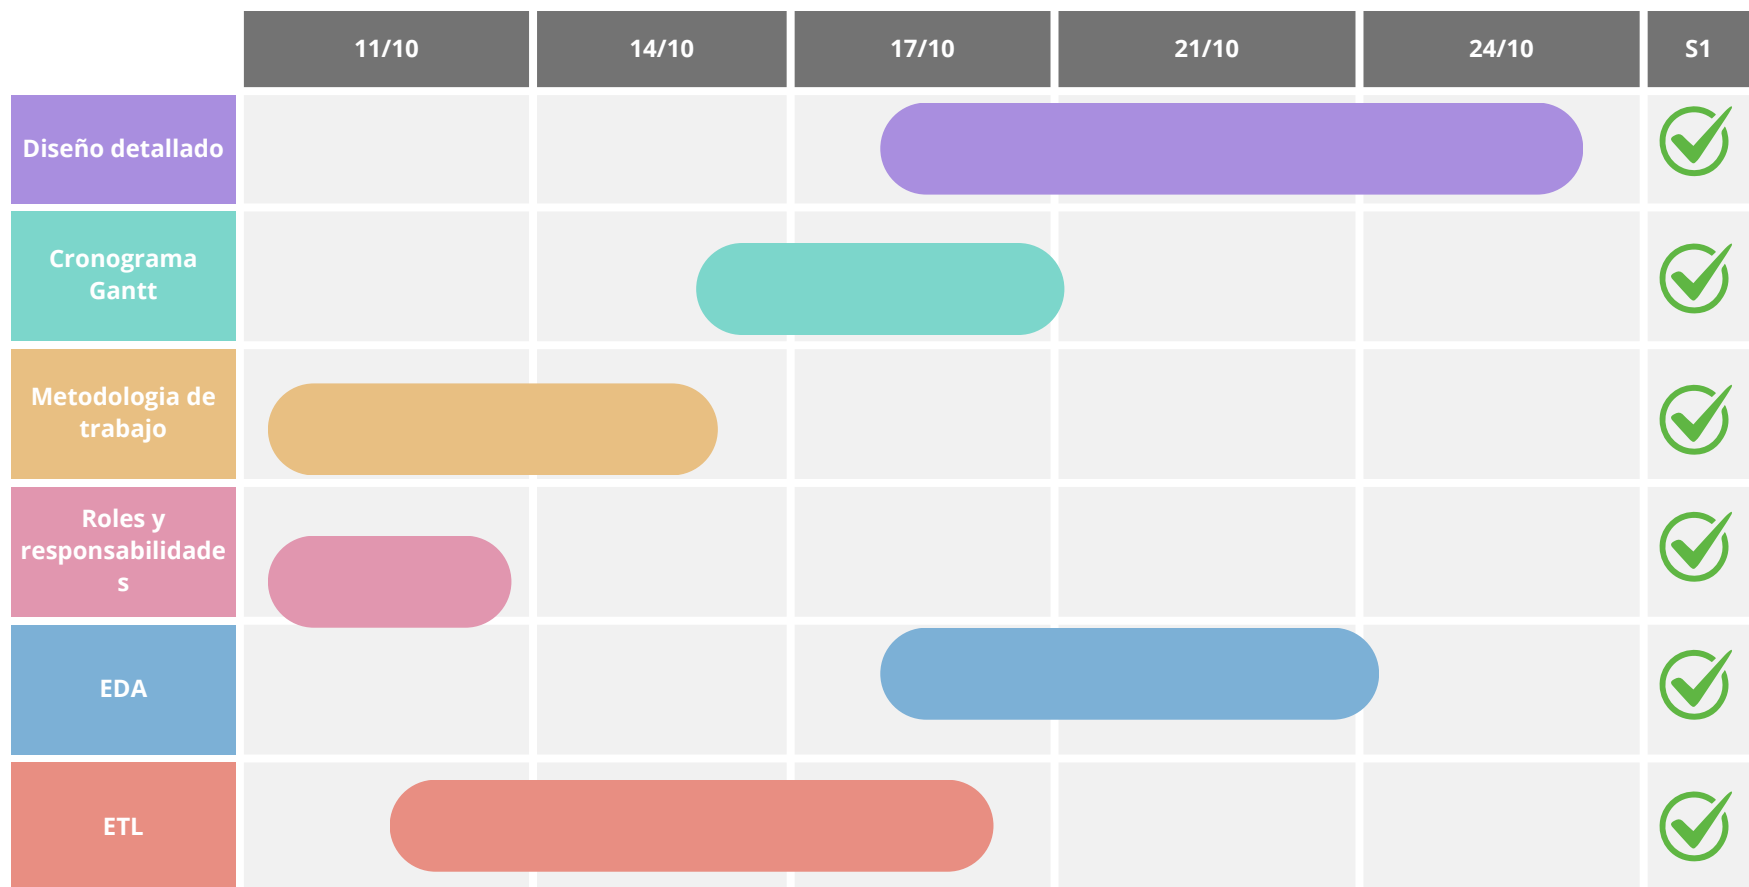 11/10 14/10 17/10 21/10 24/10 S1
Diseño detallado
Cronograma
Gantt
Metodologia de
trabajo
Roles y
responsabilidade
s
EDA
ETL